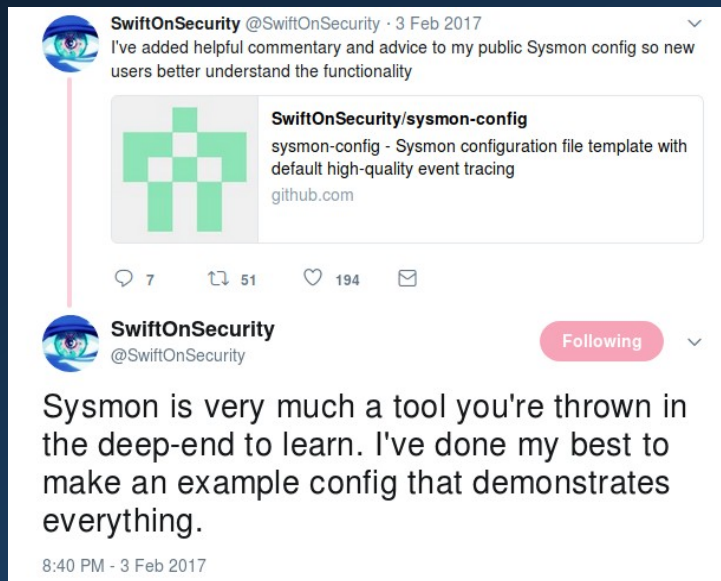 SwiftOnSecurity @SwiftOnSecurity · 3 Feb 2017
I've added helpful commentary and advice to my public Sysmon config so new
users better understand the functionality
SwiftOnSecurity/sysmon-config
sysmon-config - Sysmon configuration file template with
default high-quality event tracing
github.com
7 51 194
SwiftOnSecurity
@SwiftOnSecurity
Following
Sysmon is very much a tool you're thrown in
the deep-end to learn. I've done my best to
make an example config that demonstrates
everything.
8:40 PM - 3 Feb 2017